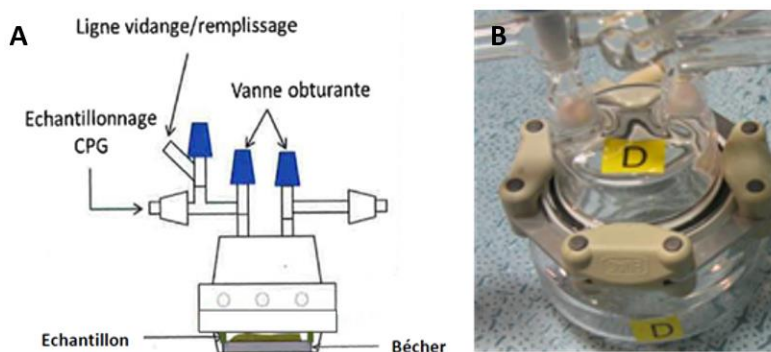 A
Ligne vidange/remplissage
Vanne obturante
Echantillonnage
CPG
Echantillon
Bécher
B
D
D